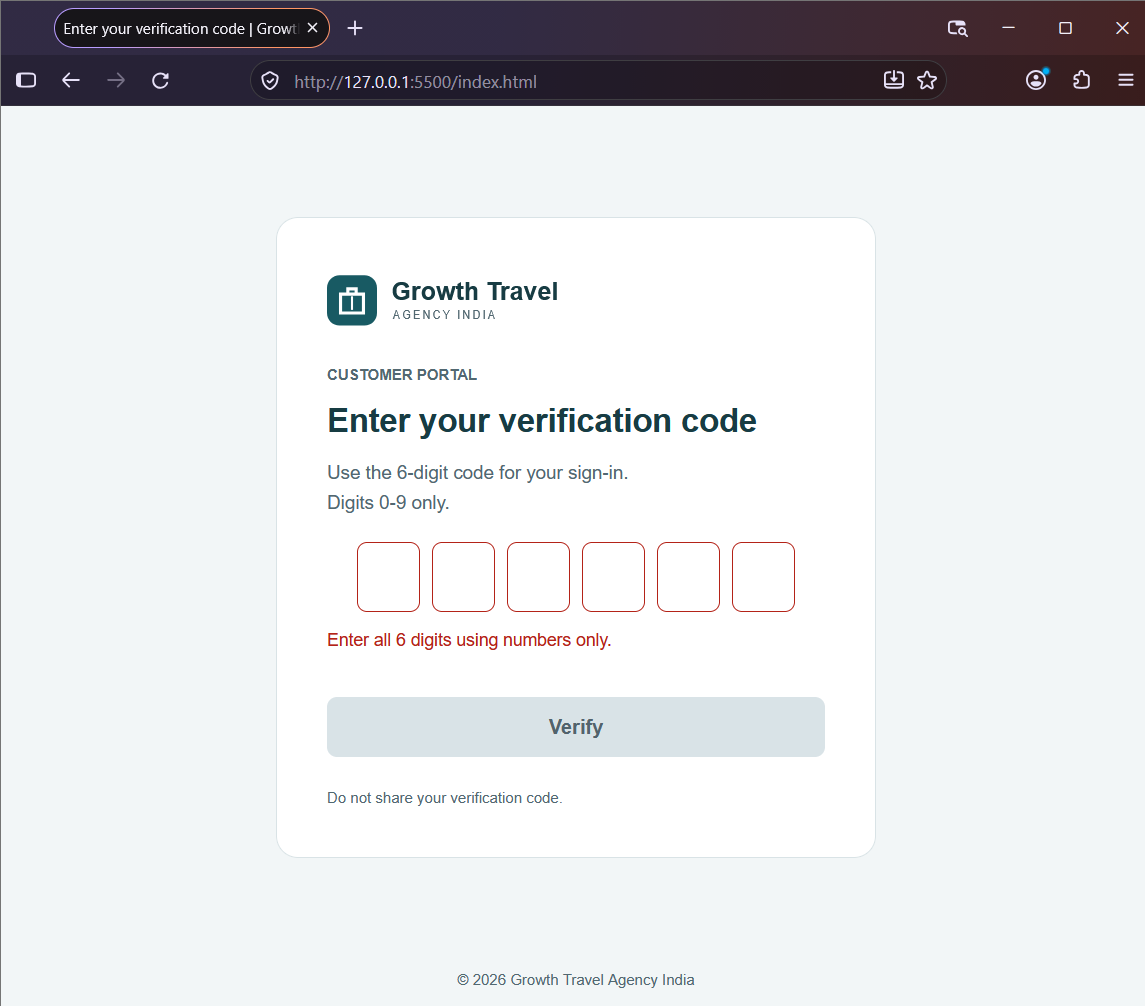 Enter your verification code | Growt
http://127.0.0.1:5500/index.html
Growth Travel
AGENCY INDIA
CUSTOMER PORTAL
Enter your verification code
Use the 6-digit code for your sign-in.
Digits 0-9 only.
Enter all 6 digits using numbers only.
Verify
Do not share your verification code.
© 2026 Growth Travel Agency India